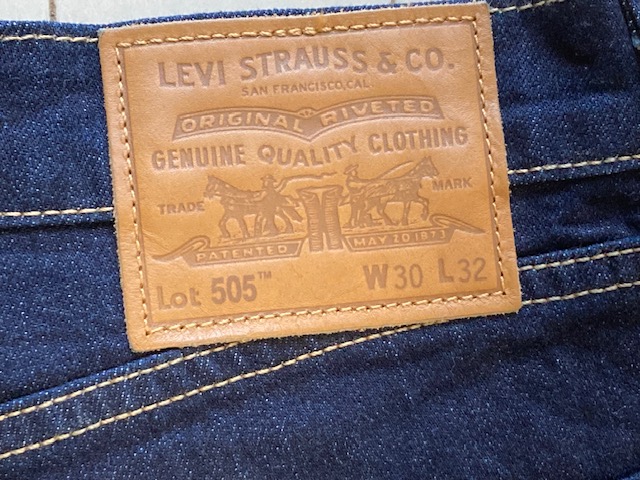 LEVI STRAUSS & CO.
SAN FRANCISCO, CAL.
ORIGINAL RIVETED
GENUINE QUALITY CLOTHING
TRADE MARK
PATENTED MAY 20 1873
Lot 505™ W30 L32